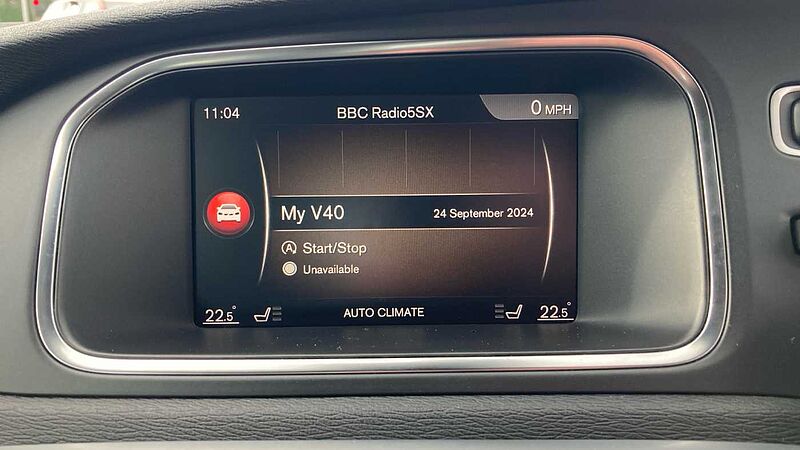 11:04 BBC Radio5SX 0 MPH
My V40 24 September 2024
A Start/Stop
Unavailable
22.5° AUTO CLIMATE 22.5°